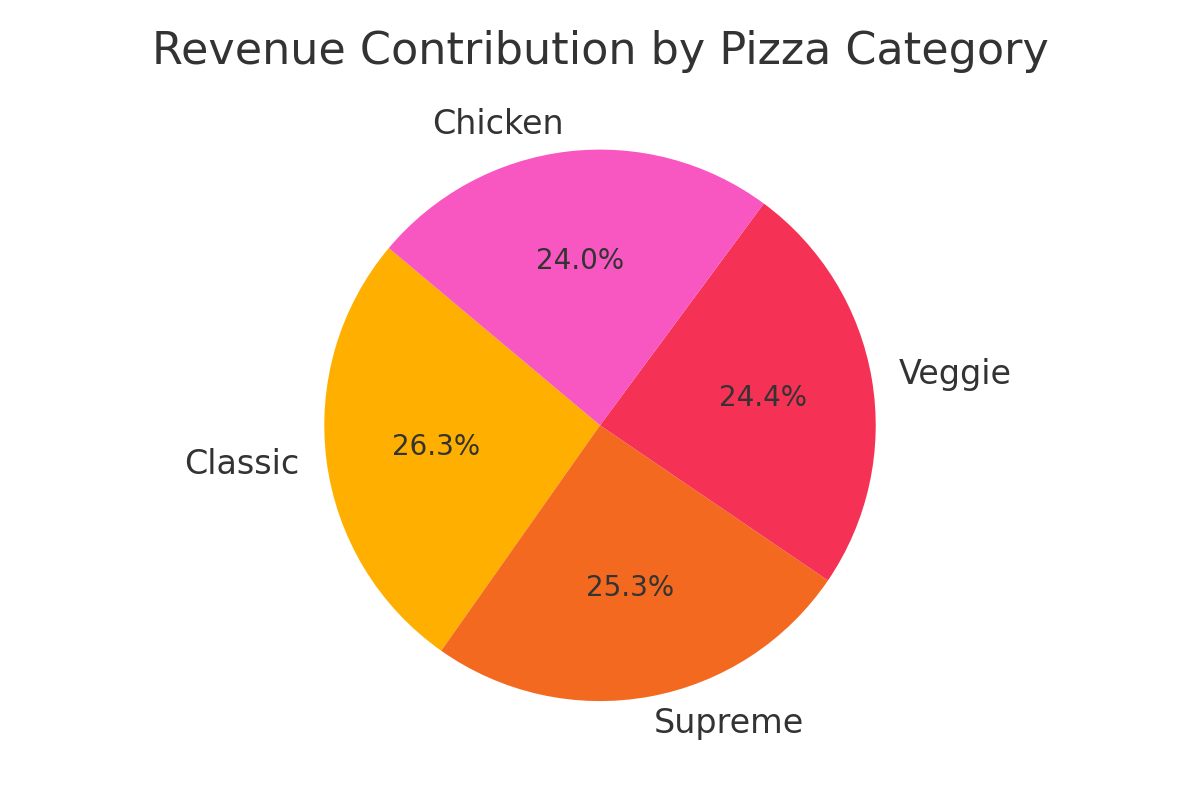 Revenue Contribution by Pizza Category
Chicken
24.0%
Veggie
24.4%
Classic
26.3%
25.3%
Supreme